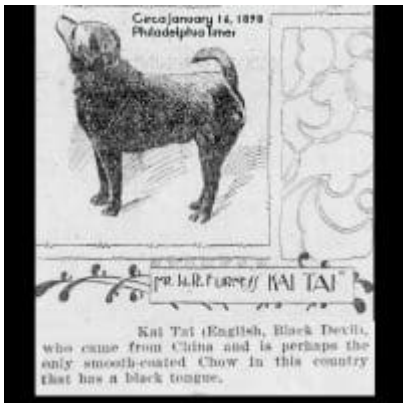 Circa January 16, 1898
Philadelphia Times
MR. H. R. FURNESS "KAI TAI"
Kai Tai (English, Black Devil),
who came from China and is perhaps the
only smooth-coated Chow in this country
that has a black tongue.